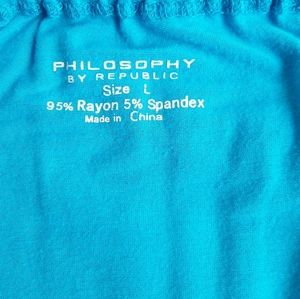 PHILOSOPHY
BY REPUBLIC
Size L
95% Rayon 5% Spandex
Made in China